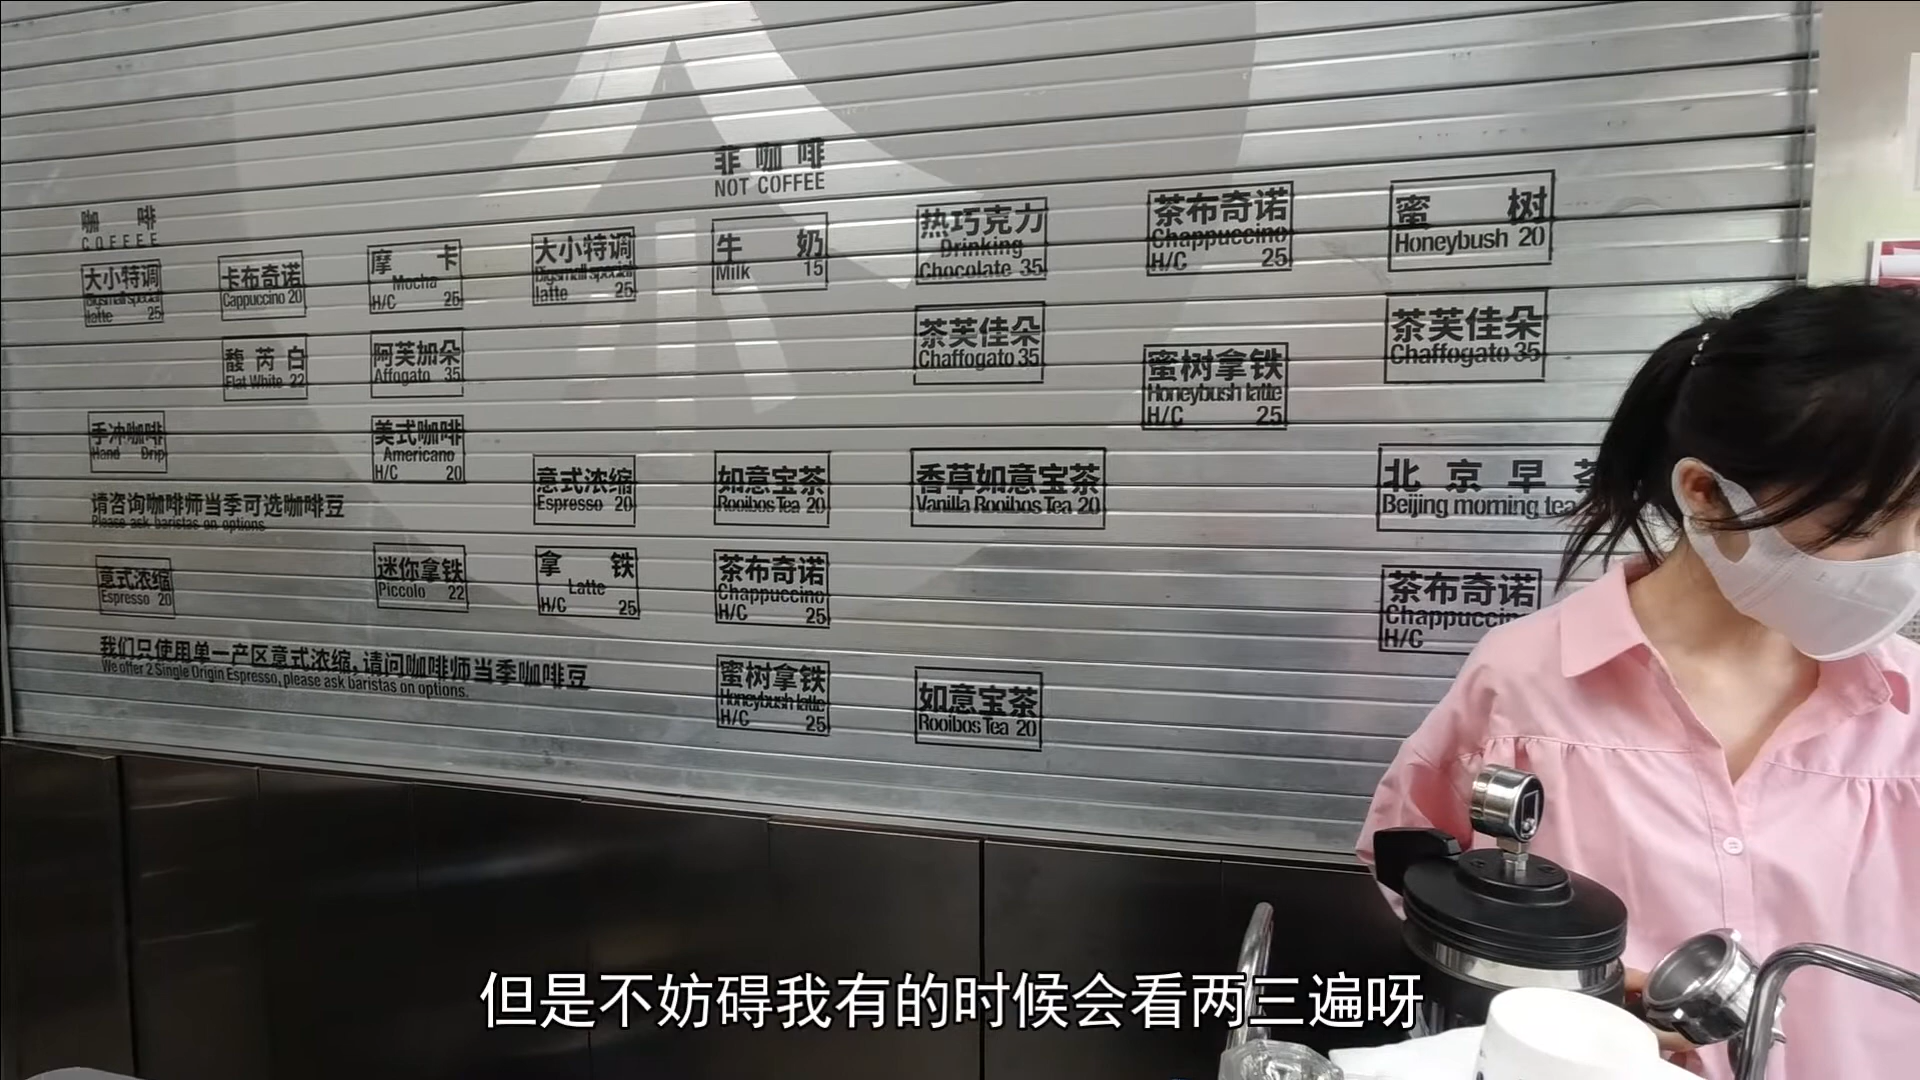 咖 啡
COFFEE
大小特调
Bigsmall special
latte 25
卡布奇诺
Cappuccino 20
摩 卡
Mocha
H/C 25
大小特调
Bigsmall special
latte 25
馥芮白
Flat White 22
阿芙加朵
Affogato 35
手冲咖啡
Hand Drip
美式咖啡
Americano
H/C 20
意式浓缩
Espresso 20
请咨询咖啡师当季可选咖啡豆
Please ask baristas on options
意式浓缩
Espresso 20
迷你拿铁
Piccolo 22
拿 铁
Latte
H/C 25
我们只使用单一产区意式浓缩,请问咖啡师当季咖啡豆
We offer 2 Single Origin Espresso, please ask baristas on options.
非咖啡
NOT COFFEE
牛 奶
Milk 15
热巧克力
Drinking
Chocolate 35
茶布奇诺
Chappuccino
H/C 25
蜜 树
Honeybush 20
茶芙佳朵
Chaffogato 35
蜜树拿铁
Honeybush latte
H/C 25
茶芙佳朵
Chaffogato 35
如意宝茶
Rooibos Tea 20
香草如意宝茶
Vanilla Rooibos Tea 20
北京早茶
Beijing morning tea
茶布奇诺
Chappuccino
H/C 25
茶布奇诺
Chappuccino
H/C
蜜树拿铁
Honeybush latte
H/C 25
如意宝茶
Rooibos Tea 20
但是不妨碍我有的时候会看两三遍呀